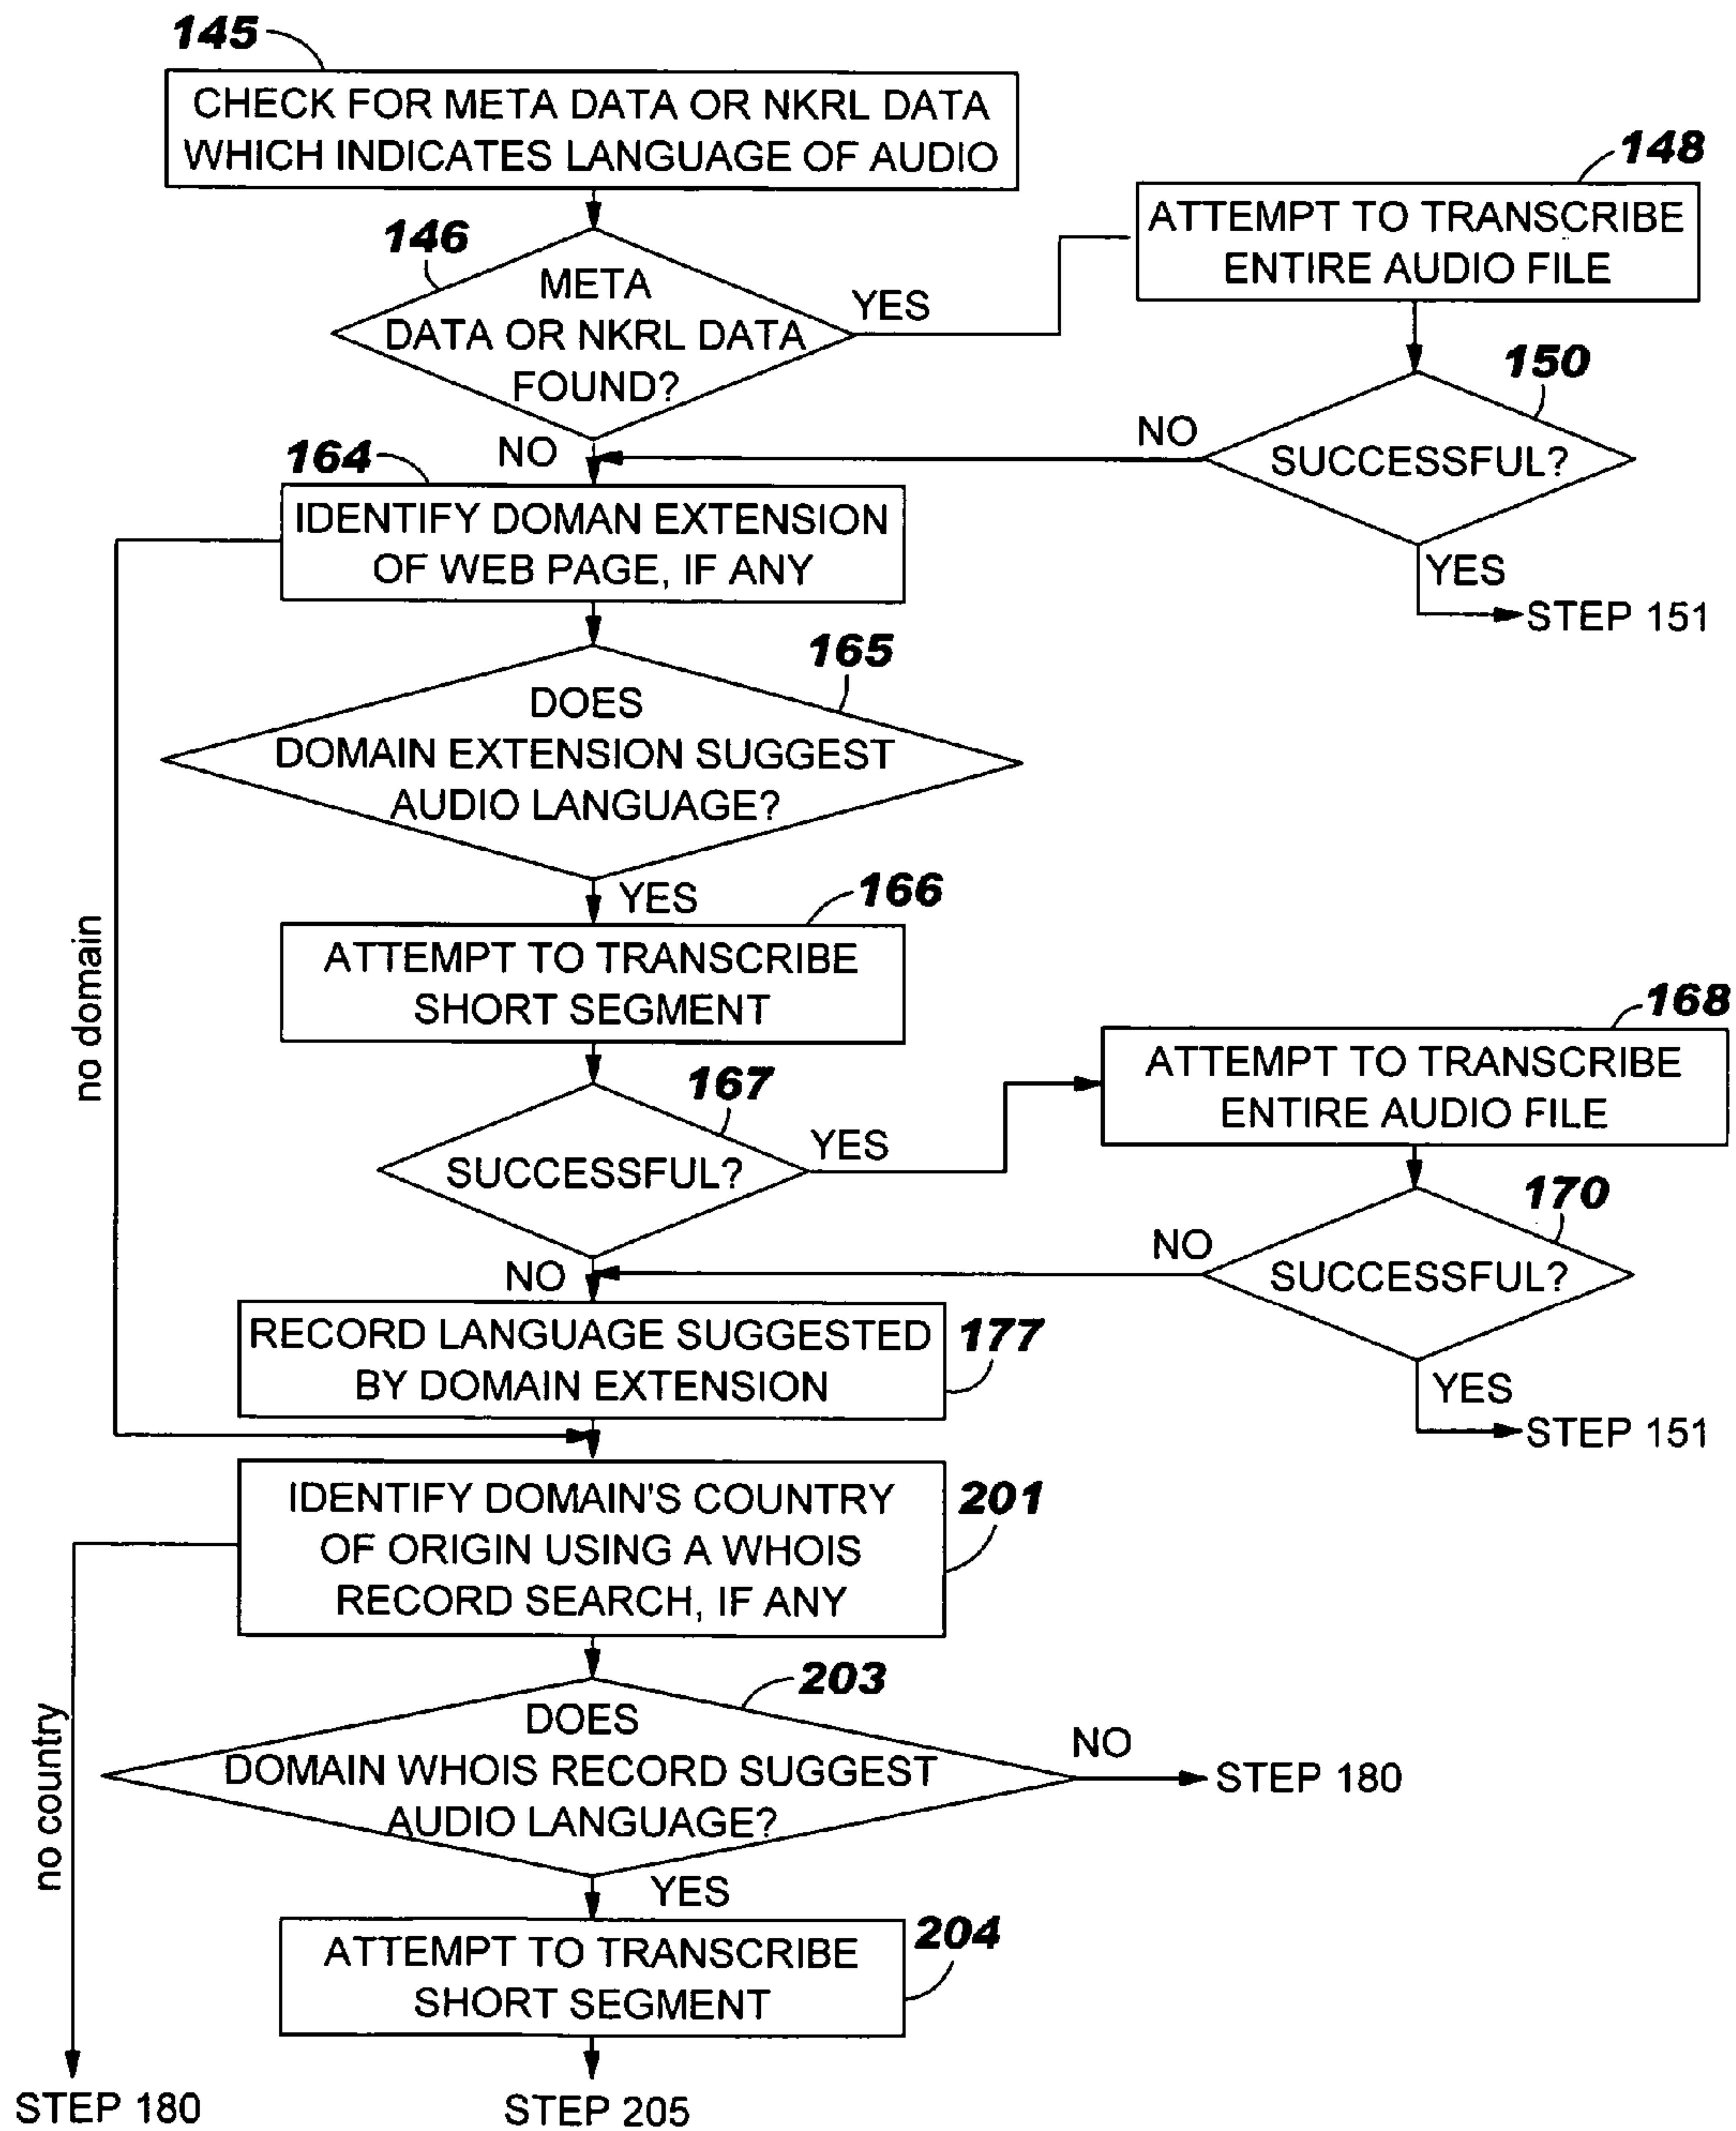 145
CHECK FOR META DATA OR NKRL DATA
WHICH INDICATES LANGUAGE OF AUDIO
148
ATTEMPT TO TRANSCRIBE
ENTIRE AUDIO FILE
146
META
DATA OR NKRL DATA
FOUND?
YES
NO
150
SUCCESSFUL?
NO
YES
STEP 151
164
IDENTIFY DOMAN EXTENSION
OF WEB PAGE, IF ANY
no domain
165
DOES
DOMAIN EXTENSION SUGGEST
AUDIO LANGUAGE?
YES
166
ATTEMPT TO TRANSCRIBE
SHORT SEGMENT
167
SUCCESSFUL?
YES
NO
168
ATTEMPT TO TRANSCRIBE
ENTIRE AUDIO FILE
170
SUCCESSFUL?
NO
YES
STEP 151
RECORD LANGUAGE SUGGESTED
BY DOMAIN EXTENSION
177
IDENTIFY DOMAIN'S COUNTRY
OF ORIGIN USING A WHOIS
RECORD SEARCH, IF ANY
201
no country
203
DOES
DOMAIN WHOIS RECORD SUGGEST
AUDIO LANGUAGE?
NO
STEP 180
YES
204
ATTEMPT TO TRANSCRIBE
SHORT SEGMENT
STEP 180
STEP 205